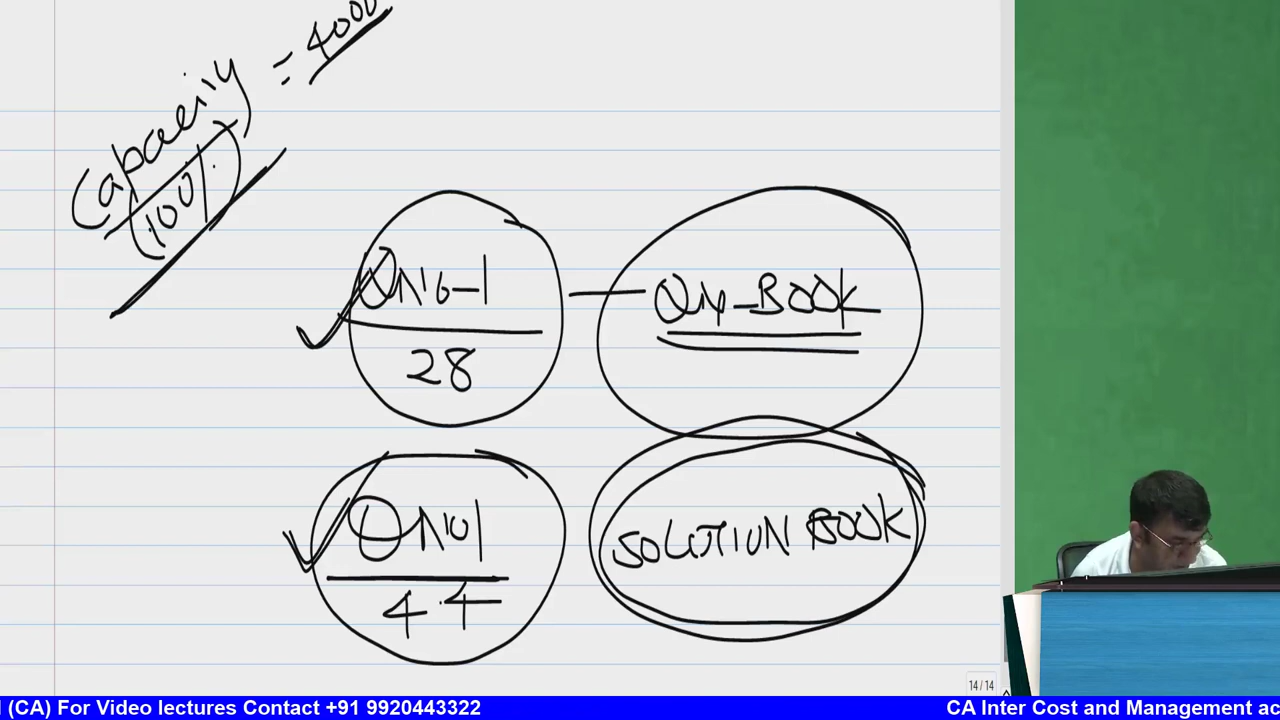 Capacity = 4000
(100%)
QNo-1 — QN-BOOK
28
QNo1 SOLUTION BOOK
44
14/14
(CA) For Video lectures Contact +91 9920443322 CA Inter Cost and Management ac